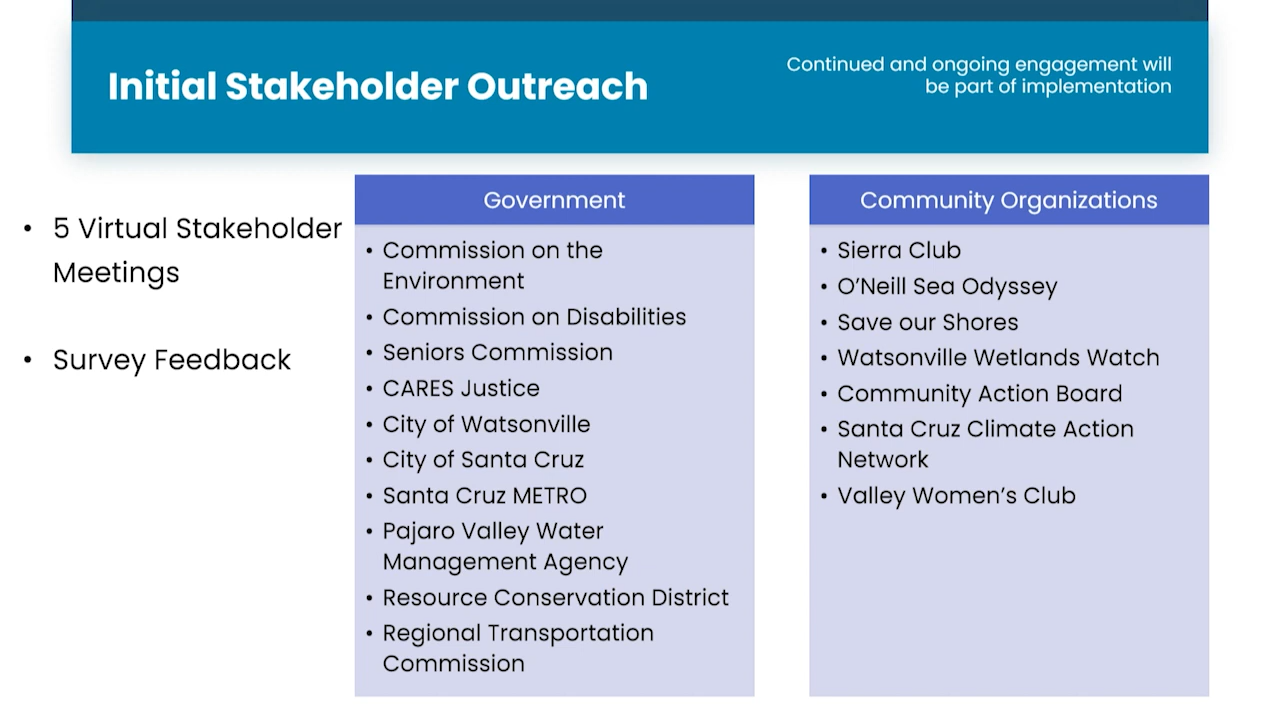 Initial Stakeholder Outreach
Continued and ongoing engagement will
be part of implementation
• 5 Virtual Stakeholder
Meetings
• Survey Feedback
Government
• Commission on the
Environment
• Commission on Disabilities
• Seniors Commission
• CARES Justice
• City of Watsonville
• City of Santa Cruz
• Santa Cruz METRO
• Pajaro Valley Water
Management Agency
• Resource Conservation District
• Regional Transportation
Commission
Community Organizations
• Sierra Club
• O’Neill Sea Odyssey
• Save our Shores
• Watsonville Wetlands Watch
• Community Action Board
• Santa Cruz Climate Action
Network
• Valley Women’s Club